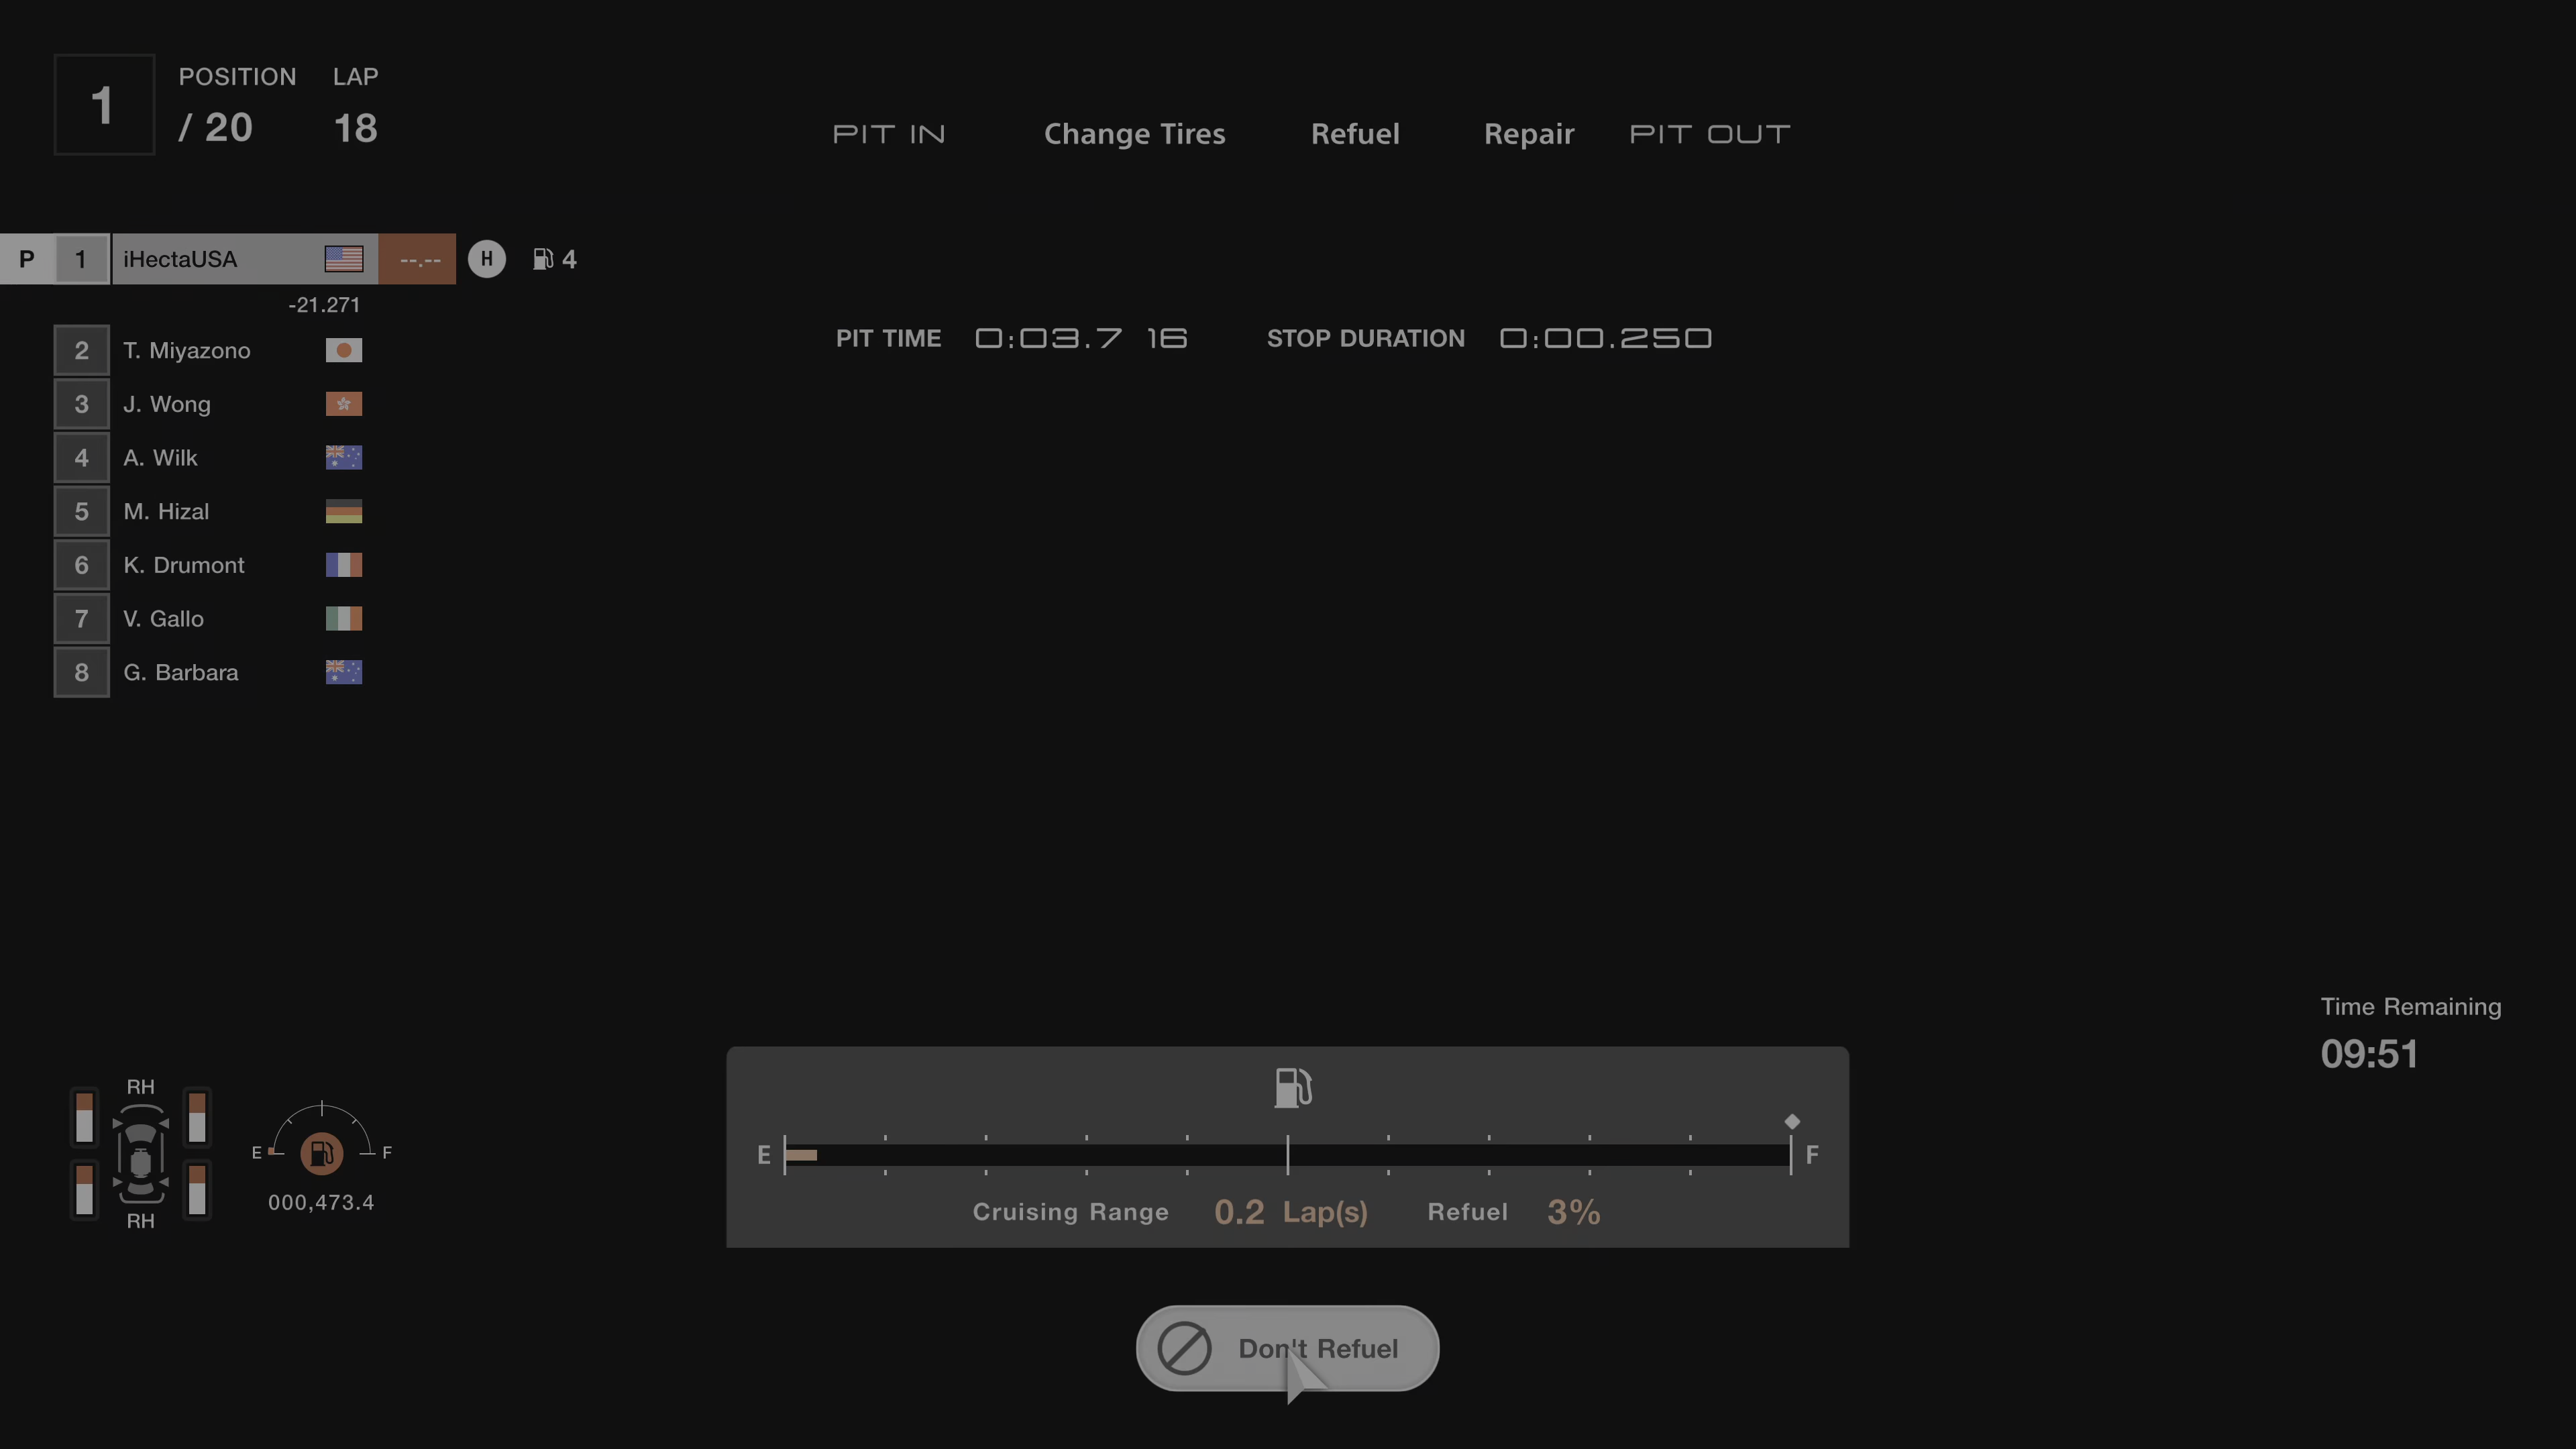 1 POSITION / 20 LAP 18
PIT IN Change Tires Refuel Repair PIT OUT
P 1 iHectaUSA --.-- H 4
-21.271
PIT TIME 0:03.716 STOP DURATION 0:00.250
2 T. Miyazono
3 J. Wong
4 A. Wilk
5 M. Hizal
6 K. Drumont
7 V. Gallo
8 G. Barbara
Time Remaining
09:51
RH
RH
E F
000,473.4
E F
Cruising Range 0.2 Lap(s) Refuel 3%
Don't Refuel